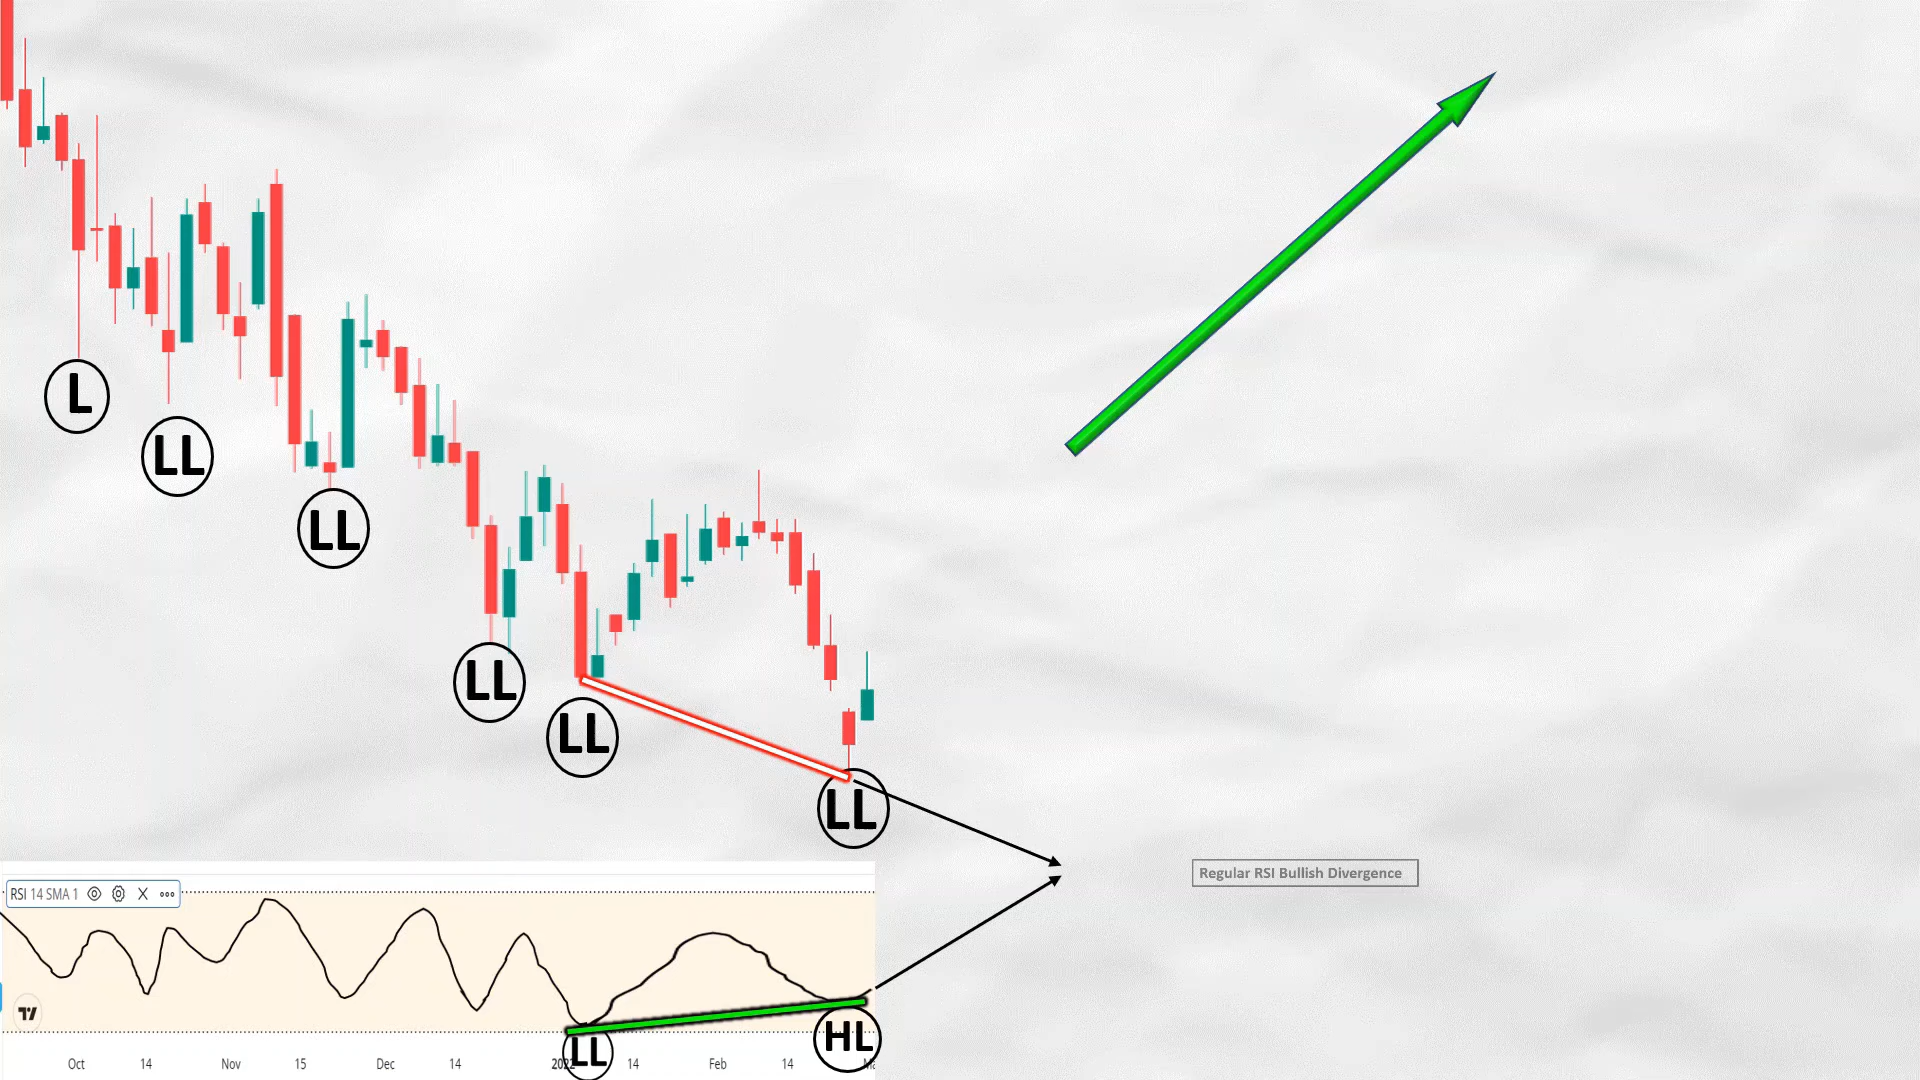 L
LL
LL
LL
LL
LL
Regular RSI Bullish Divergence
RSI 14 SMA 1
LL
HL
Oct 14 Nov 15 Dec 14 2022 14 Feb 14